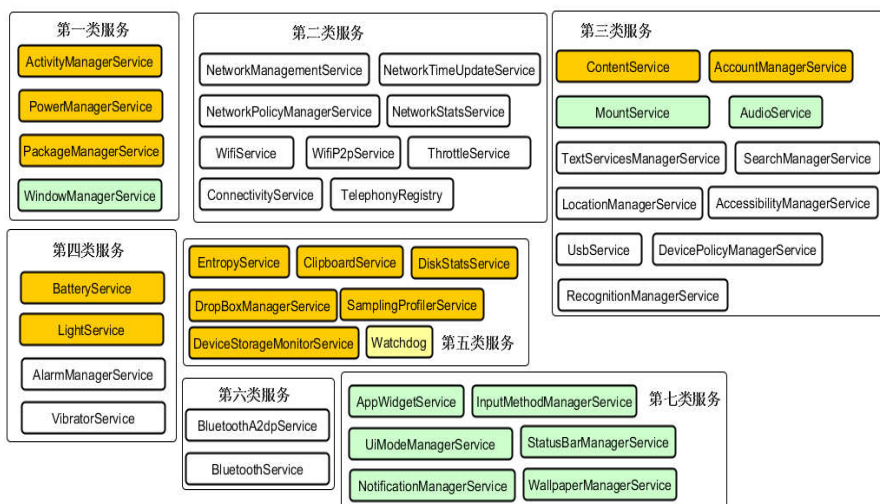 第一类服务
ActivityManagerService
PowerManagerService
PackageManagerService
WindowManagerService
第二类服务
NetworkManagementService NetworkTimeUpdateService
NetworkPolicyManagerService NetworkStatsService
WifiService WifiP2pService ThrottleService
ConnectivityService TelephonyRegistry
第三类服务
ContentService AccountManagerService
MountService AudioService
TextServicesManagerService SearchManagerService
LocationManagerService AccessibilityManagerService
UsbService DevicePolicyManagerService
RecognitionManagerService
第四类服务
BatteryService
LightService
AlarmManagerService
VibratorService
EntropyService ClipboardService DiskStatsService
DropBoxManagerService SamplingProfilerService
DeviceStorageMonitorService Watchdog 第五类服务
第六类服务
BluetoothA2dpService
BluetoothService
AppWidgetService InputMethodManagerService 第七类服务
UiModeManagerService StatusBarManagerService
NotificationManagerService WallpaperManagerService